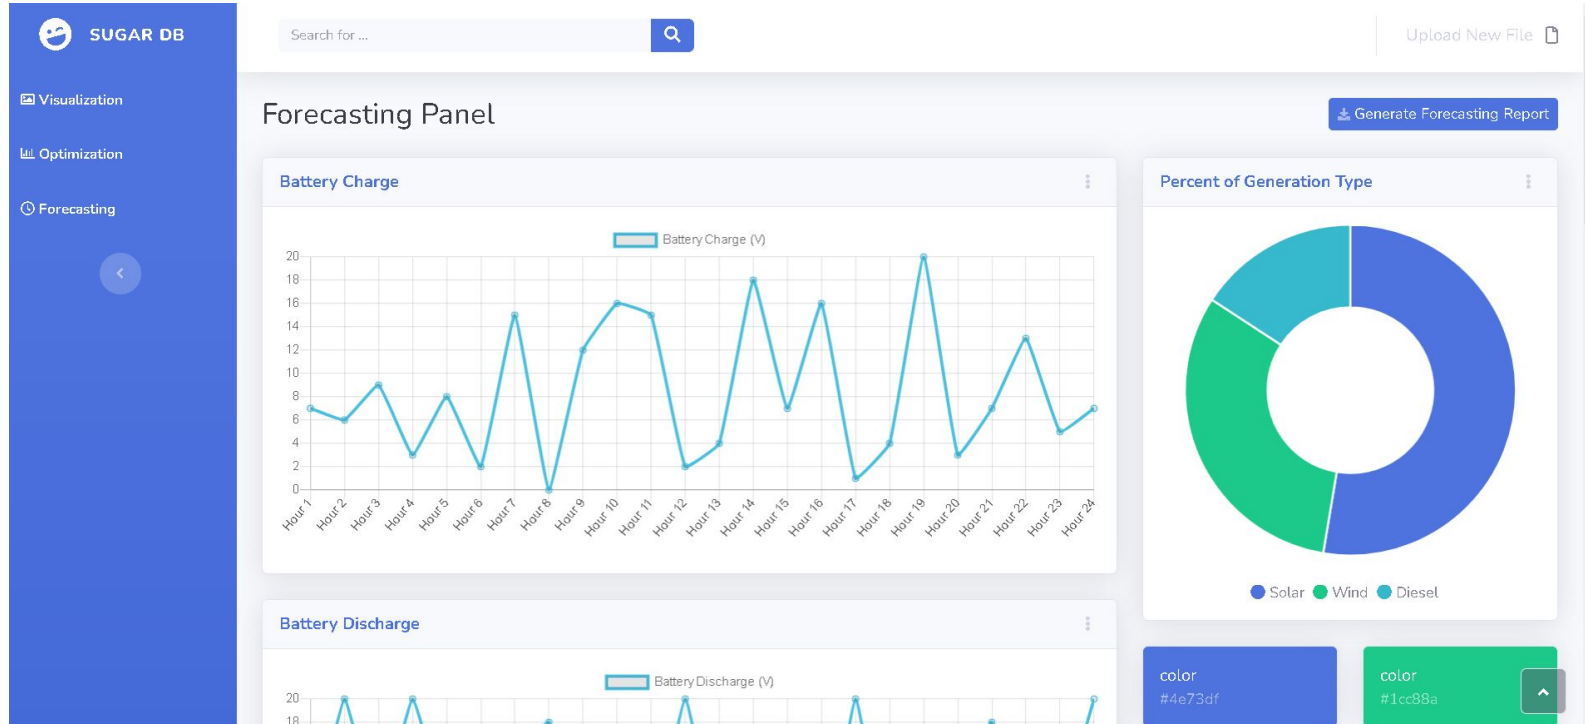 SUGAR DB
Search for ...
Upload New File
Visualization
Optimization
Forecasting
Forecasting Panel
Generate Forecasting Report
Battery Charge
Battery Charge (V)
20
18
16
14
12
10
8
6
4
2
0
Hour 1 Hour 2 Hour 3 Hour 4 Hour 5 Hour 6 Hour 7 Hour 8 Hour 9 Hour 10 Hour 11 Hour 12 Hour 13 Hour 14 Hour 15 Hour 16 Hour 17 Hour 18 Hour 19 Hour 20 Hour 21 Hour 22 Hour 23 Hour 24
Percent of Generation Type
Solar Wind Diesel
Battery Discharge
Battery Discharge (V)
20
18
color
#4e73df
color
#1cc88a